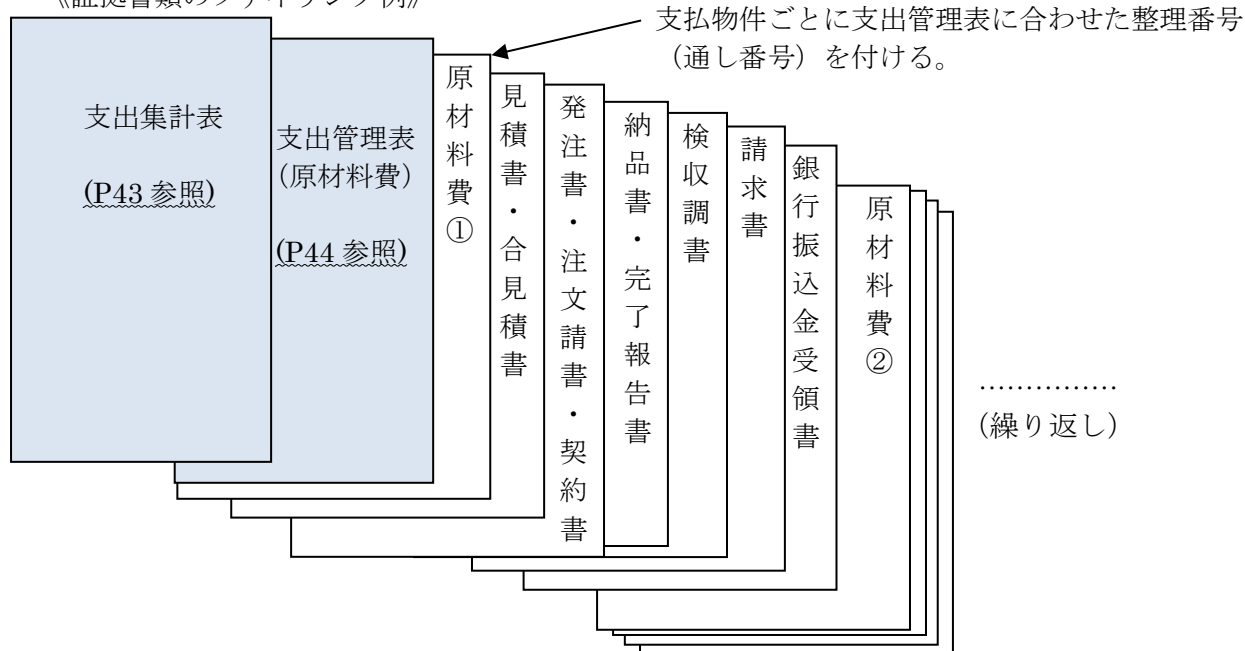 《証拠書類のファイリング例》
支払物件ごとに支出管理表に合わせた整理番号
（通し番号）を付ける。
支出集計表
(P43 参照)
支出管理表
（原材料費）
(P44 参照)
原材料費①
見積書・合見積書
発注書・注文請書・契約書
納品書・完了報告書
検収調書
請求書
銀行振込金受領書
原材料費②
……………
(繰り返し)